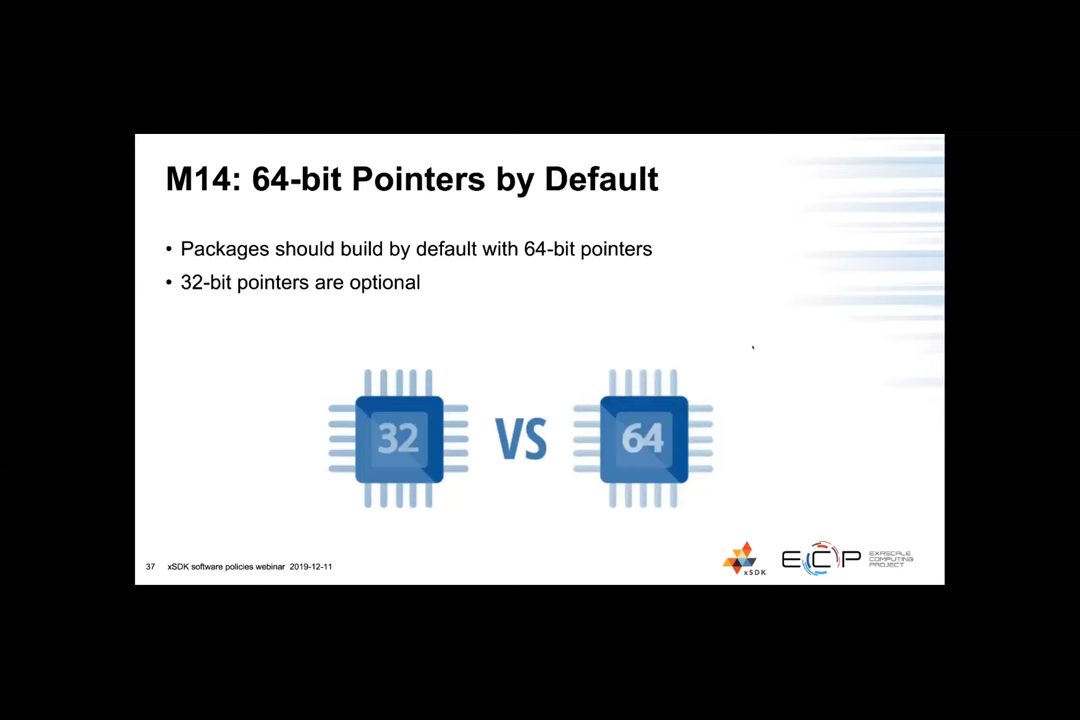 M14: 64-bit Pointers by Default
• Packages should build by default with 64-bit pointers
• 32-bit pointers are optional
32 VS 64
37 xSDK software policies webinar 2019-12-11
xSDK
ECP
EXASCALE
COMPUTING
PROJECT